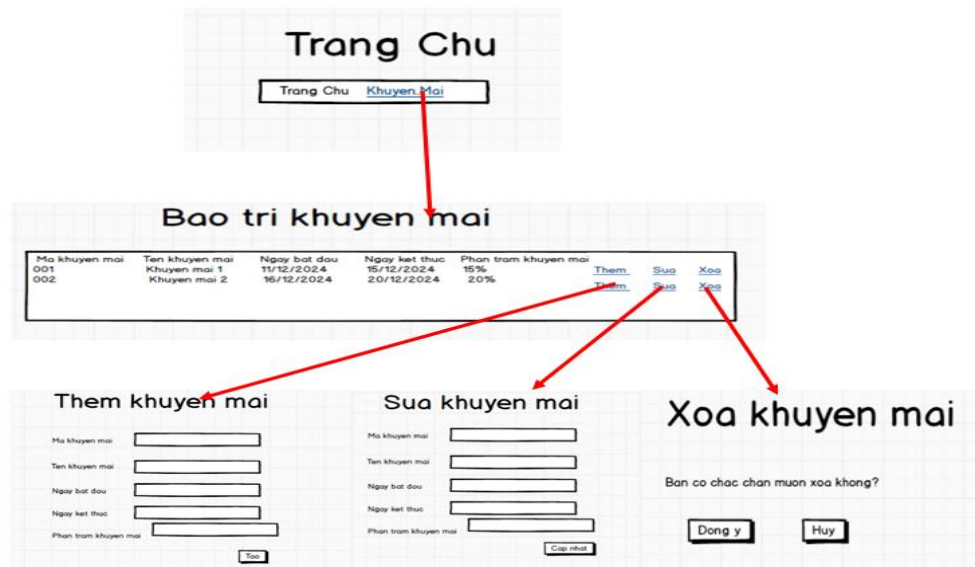 Trang Chu
Trang Chu Khuyen Mai
Bao tri khuyen mai
Ma khuyen mai Ten khuyen mai Ngay bat dau Ngay ket thuc Phan tram khuyen mai
001 Khuyen mai 1 11/12/2024 15/12/2024 15% Them Sua Xoa
002 Khuyen mai 2 16/12/2024 20/12/2024 20% Them Sua Xoa
Them khuyen mai
Ma khuyen mai
Ten khuyen mai
Ngay bat dau
Ngay ket thuc
Phan tram khuyen mai
Tao
Sua khuyen mai
Ma khuyen mai
Ten khuyen mai
Ngay bat dau
Ngay ket thuc
Phan tram khuyen mai
Cap nhat
Xoa khuyen mai
Ban co chac chan muon xoa khong?
Dong y Huy